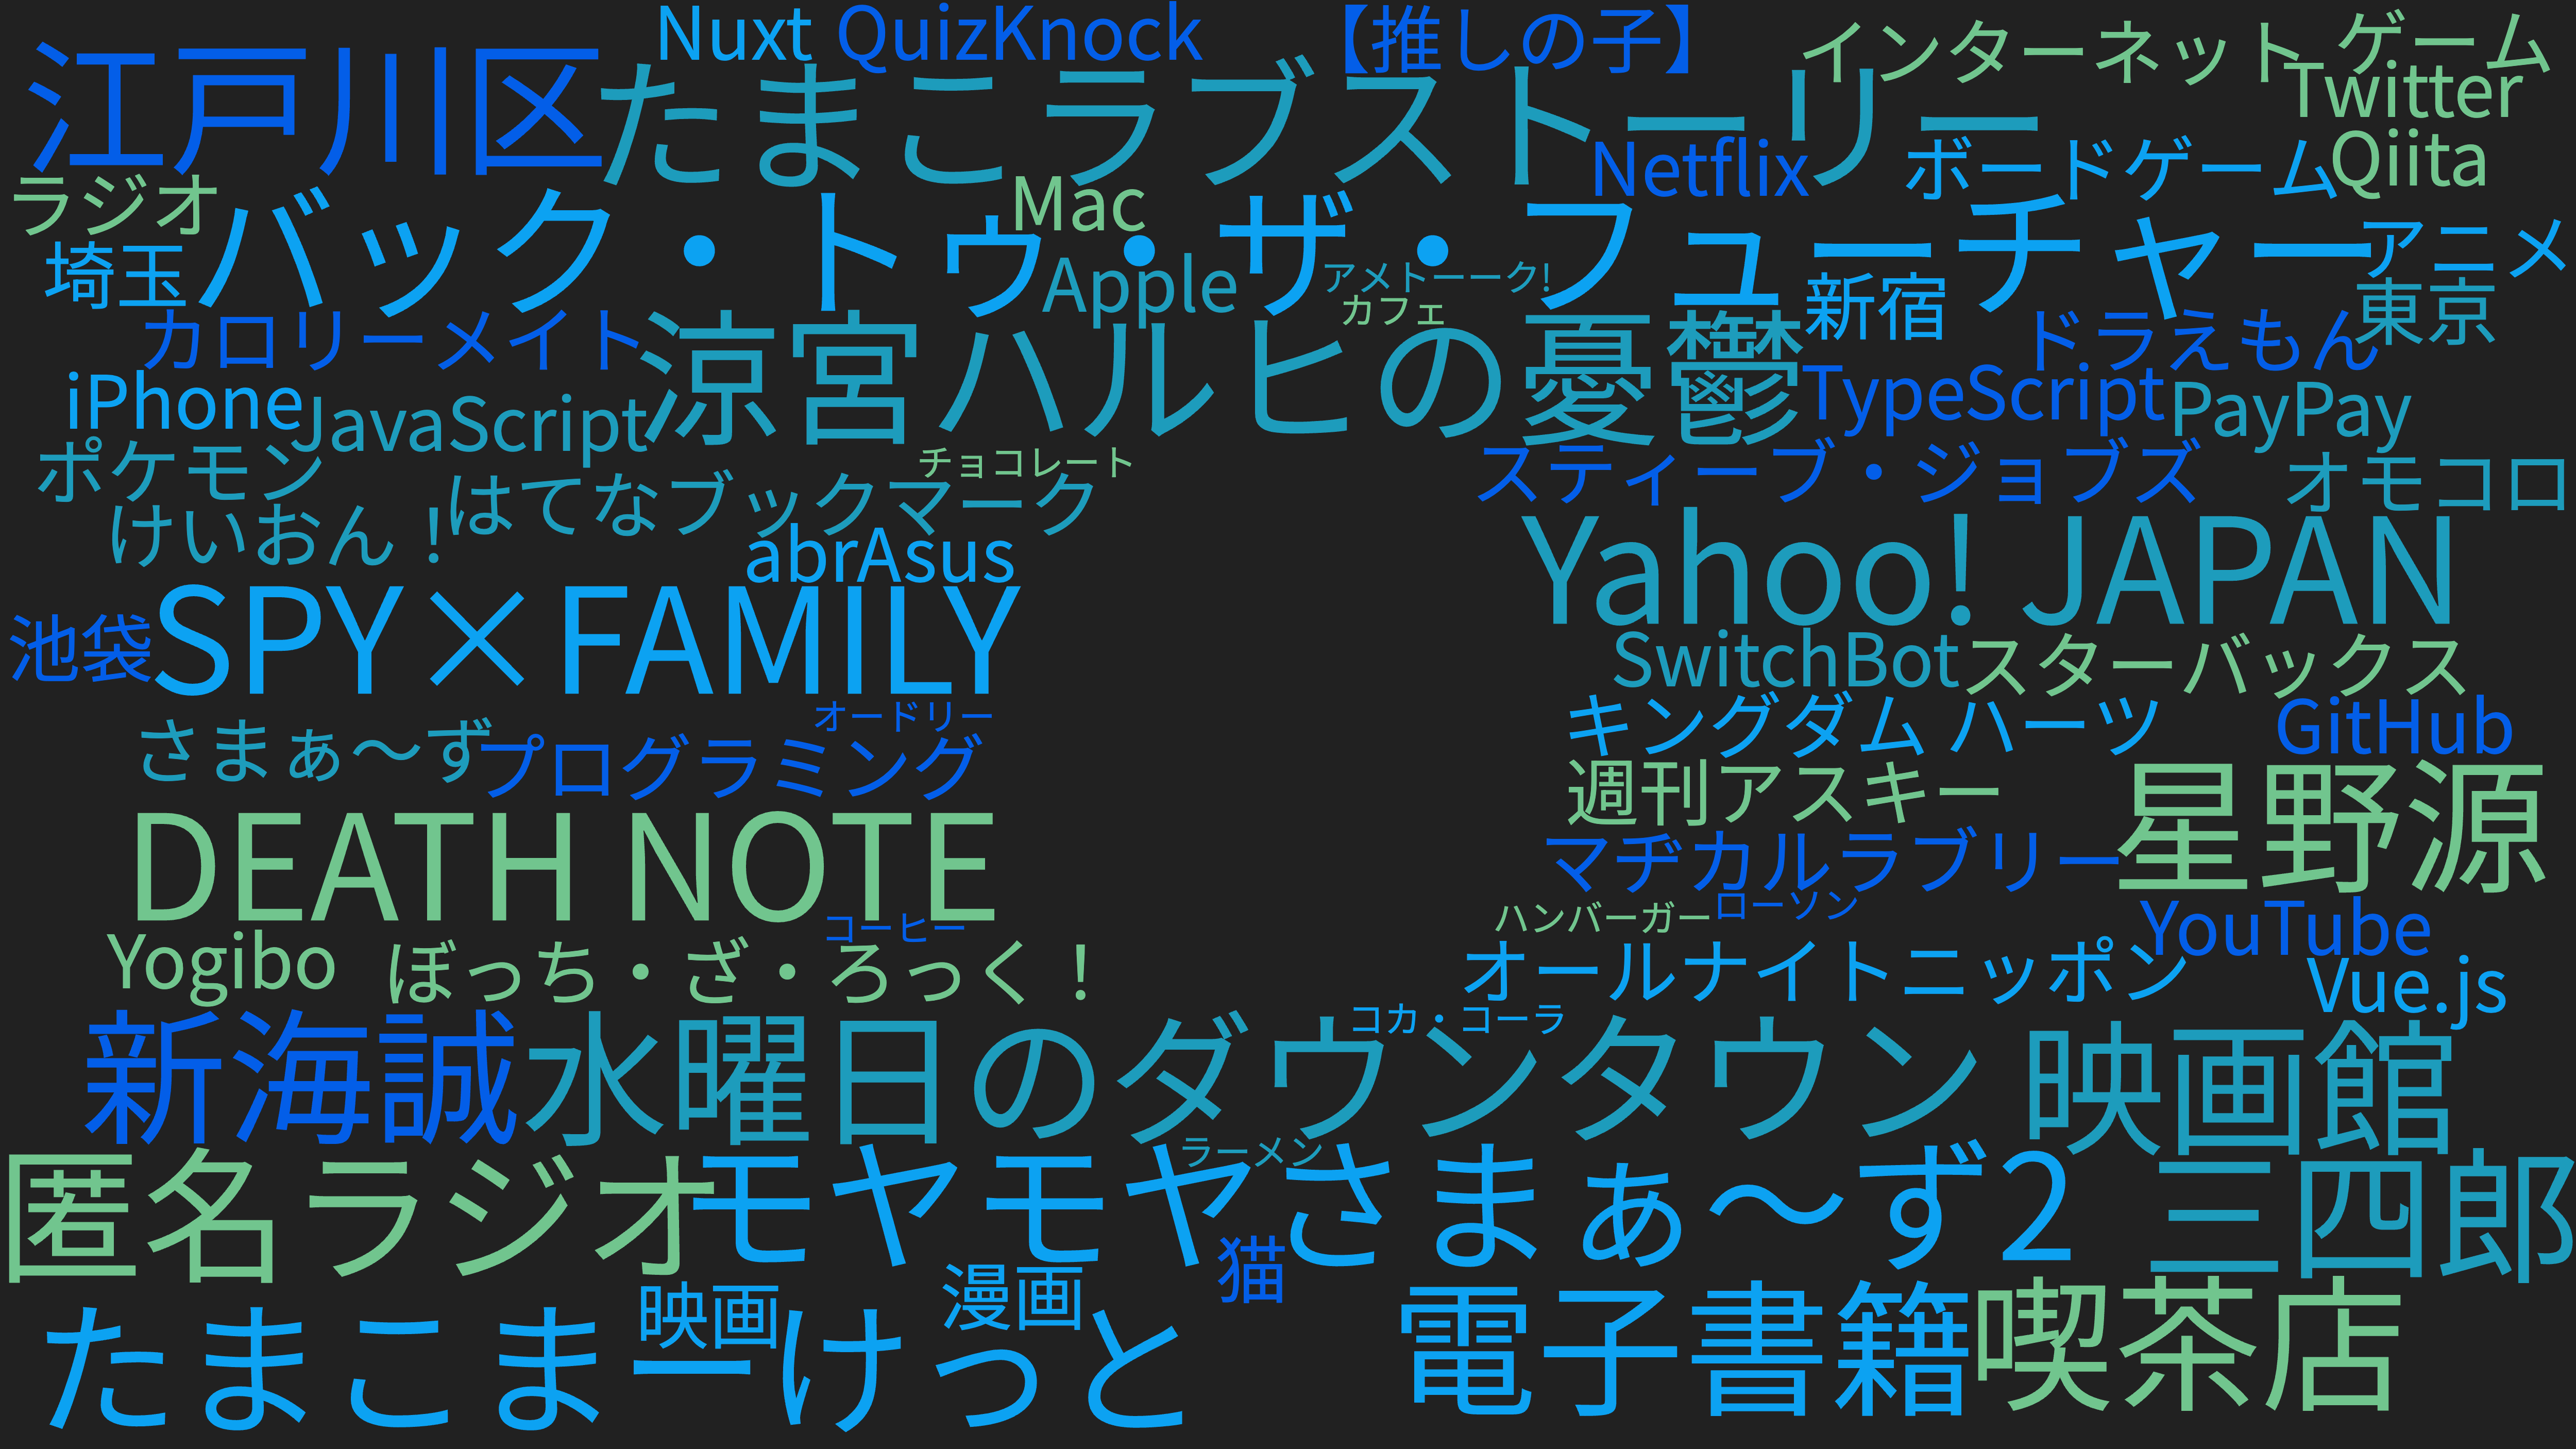 Nuxt
QuizKnock
【推しの子】
インターネット
ゲーム
江戸川区
たまこラブストーリー
Twitter
Netflix
ボードゲーム
Qiita
ラジオ
Mac
バック・トゥ・ザ・フューチャー
アニメ
埼玉
Apple
アメトーーク!
カフェ
新宿
東京
カロリーメイト
涼宮ハルヒの憂鬱
ドラえもん
iPhone
JavaScript
TypeScript
PayPay
ポケモン
チョコレート
はてなブックマーク
スティーブ・ジョブズ
オモコロ
けいおん！
abrAsus
Yahoo! JAPAN
池袋
SPY×FAMILY
SwitchBot
スターバックス
オードリー
さまぁ〜ず
プログラミング
キングダム ハーツ
GitHub
週刊アスキー
星野源
DEATH NOTE
マヂカルラブリー
ローソン
ハンバーガー
コーヒー
YouTube
Yogibo
ぼっち・ざ・ろっく！
オールナイトニッポン
Vue.js
コカ・コーラ
新海誠
水曜日のダウンタウン
映画館
ラーメン
匿名ラジオ
モヤモヤさまぁ〜ず2
三四郎
猫
映画
漫画
たまこまーけっと
電子書籍
喫茶店